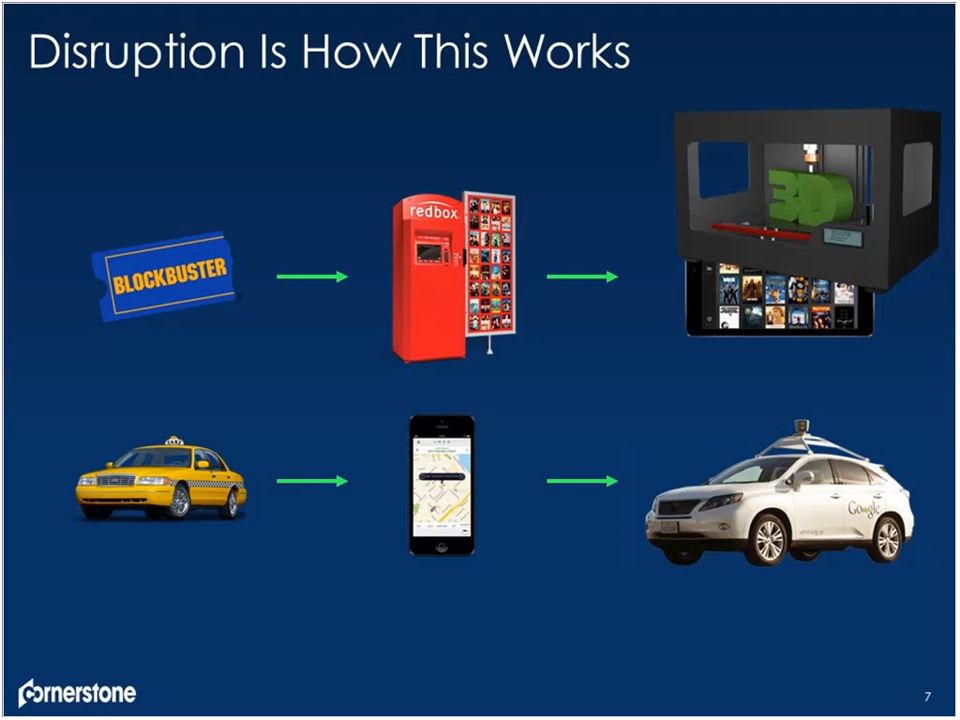 Disruption Is How This Works
BLOCKBUSTER
redbox.
3D
Google
cornerstone
7